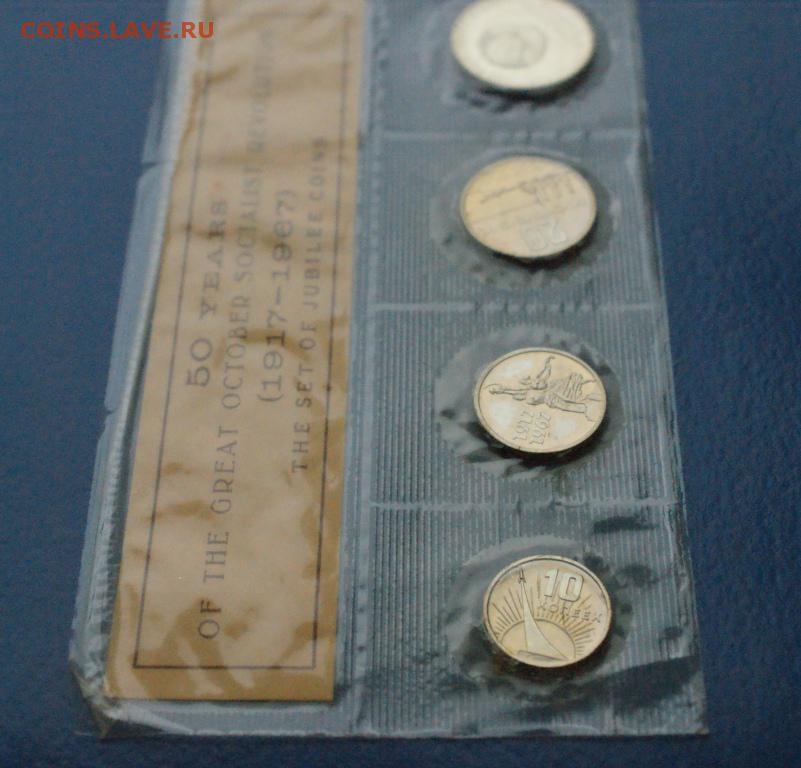 COINS.LAVE.RU
50 YEARS
OF THE GREAT OCTOBER SOCIALIST REVOLUTION
(1917-1967)
THE SET OF JUBILEE COINS
20
1917
1967
10
КОПЕЕК